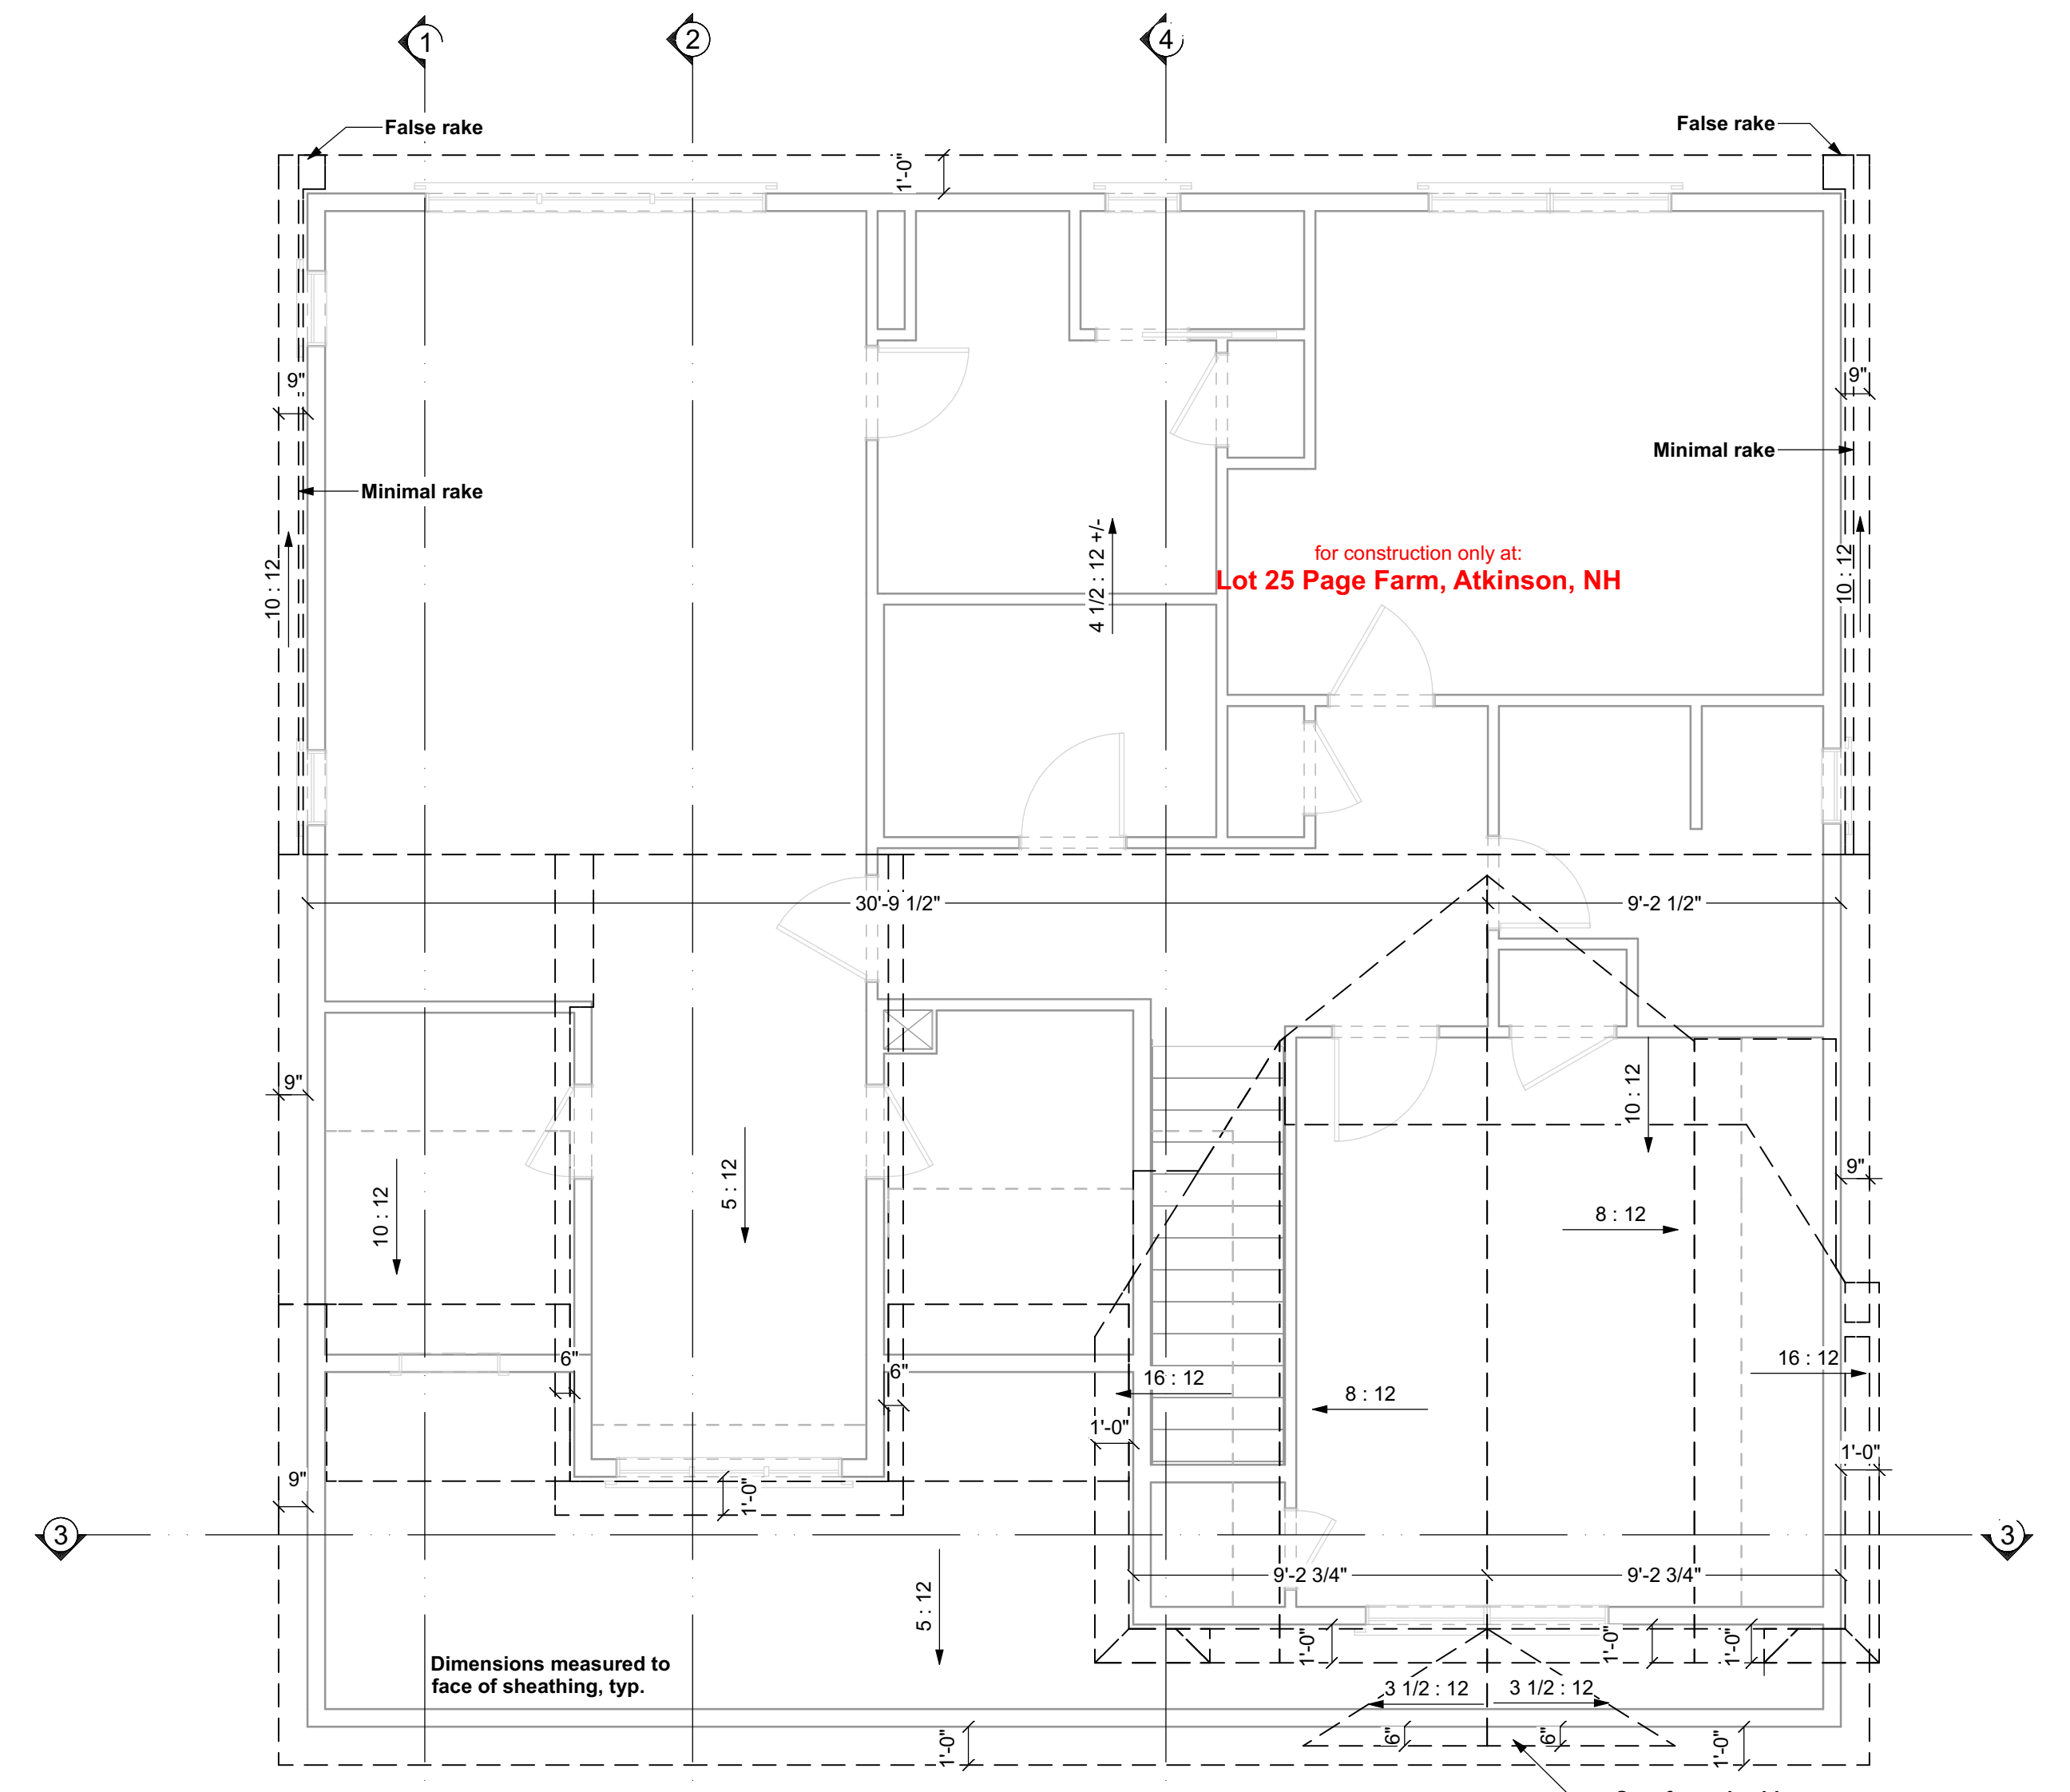 1
2
4
False rake
False rake
1'-0"
9"
9"
Minimal rake
Minimal rake
10 : 12
4 1/2 : 12 +/-
10 : 12
for construction only at:
Lot 25 Page Farm, Atkinson, NH
30'-9 1/2"
9'-2 1/2"
9"
10 : 12
9"
10 : 12
5 : 12
8 : 12
6"
6"
16 : 12
16 : 12
8 : 12
1'-0"
1'-0"
9"
1'-0"
3
3
9'-2 3/4"
9'-2 3/4"
5 : 12
1'-0"
1'-0"
1'-0"
Dimensions measured to
face of sheathing, typ.
3 1/2 : 12
3 1/2 : 12
1'-0"
6"
6"
1'-0"